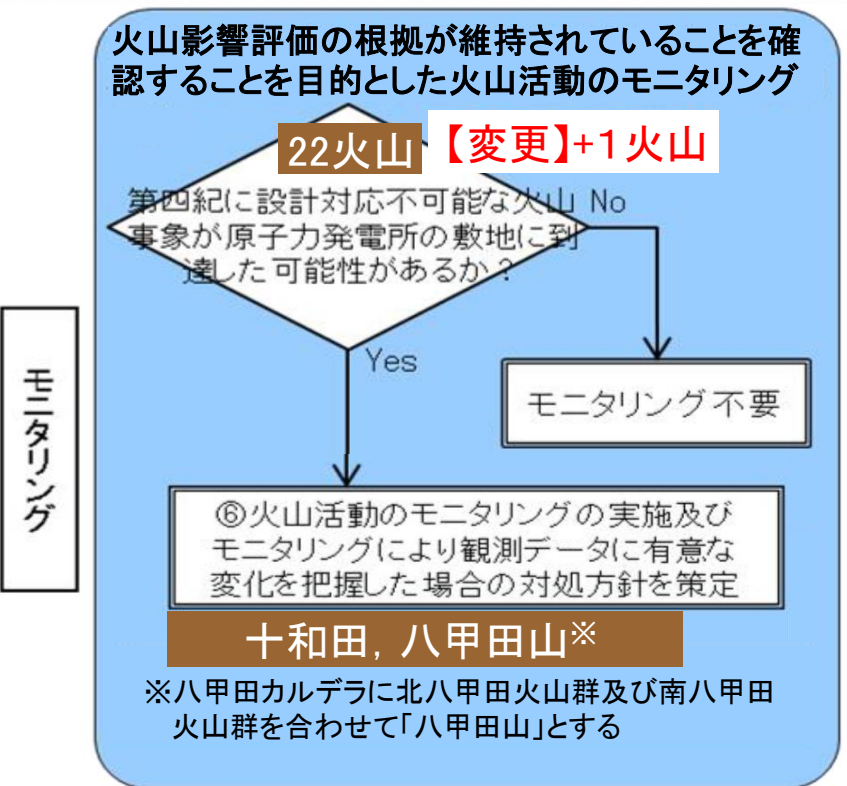 火山影響評価の根拠が維持されていることを確
認することを目的とした火山活動のモニタリング
22火山
【変更】+1火山
第四紀に設計対応不可能な火山
事象が原子力発電所の敷地に到
達した可能性があるか？
No
Yes
モニタリング不要
モニタリング
⑥火山活動のモニタリングの実施及び
モニタリングにより観測データに有意な
変化を把握した場合の対処方針を策定
十和田，八甲田山※
※八甲田カルデラに北八甲田火山群及び南八甲田
火山群を合わせて「八甲田山」とする